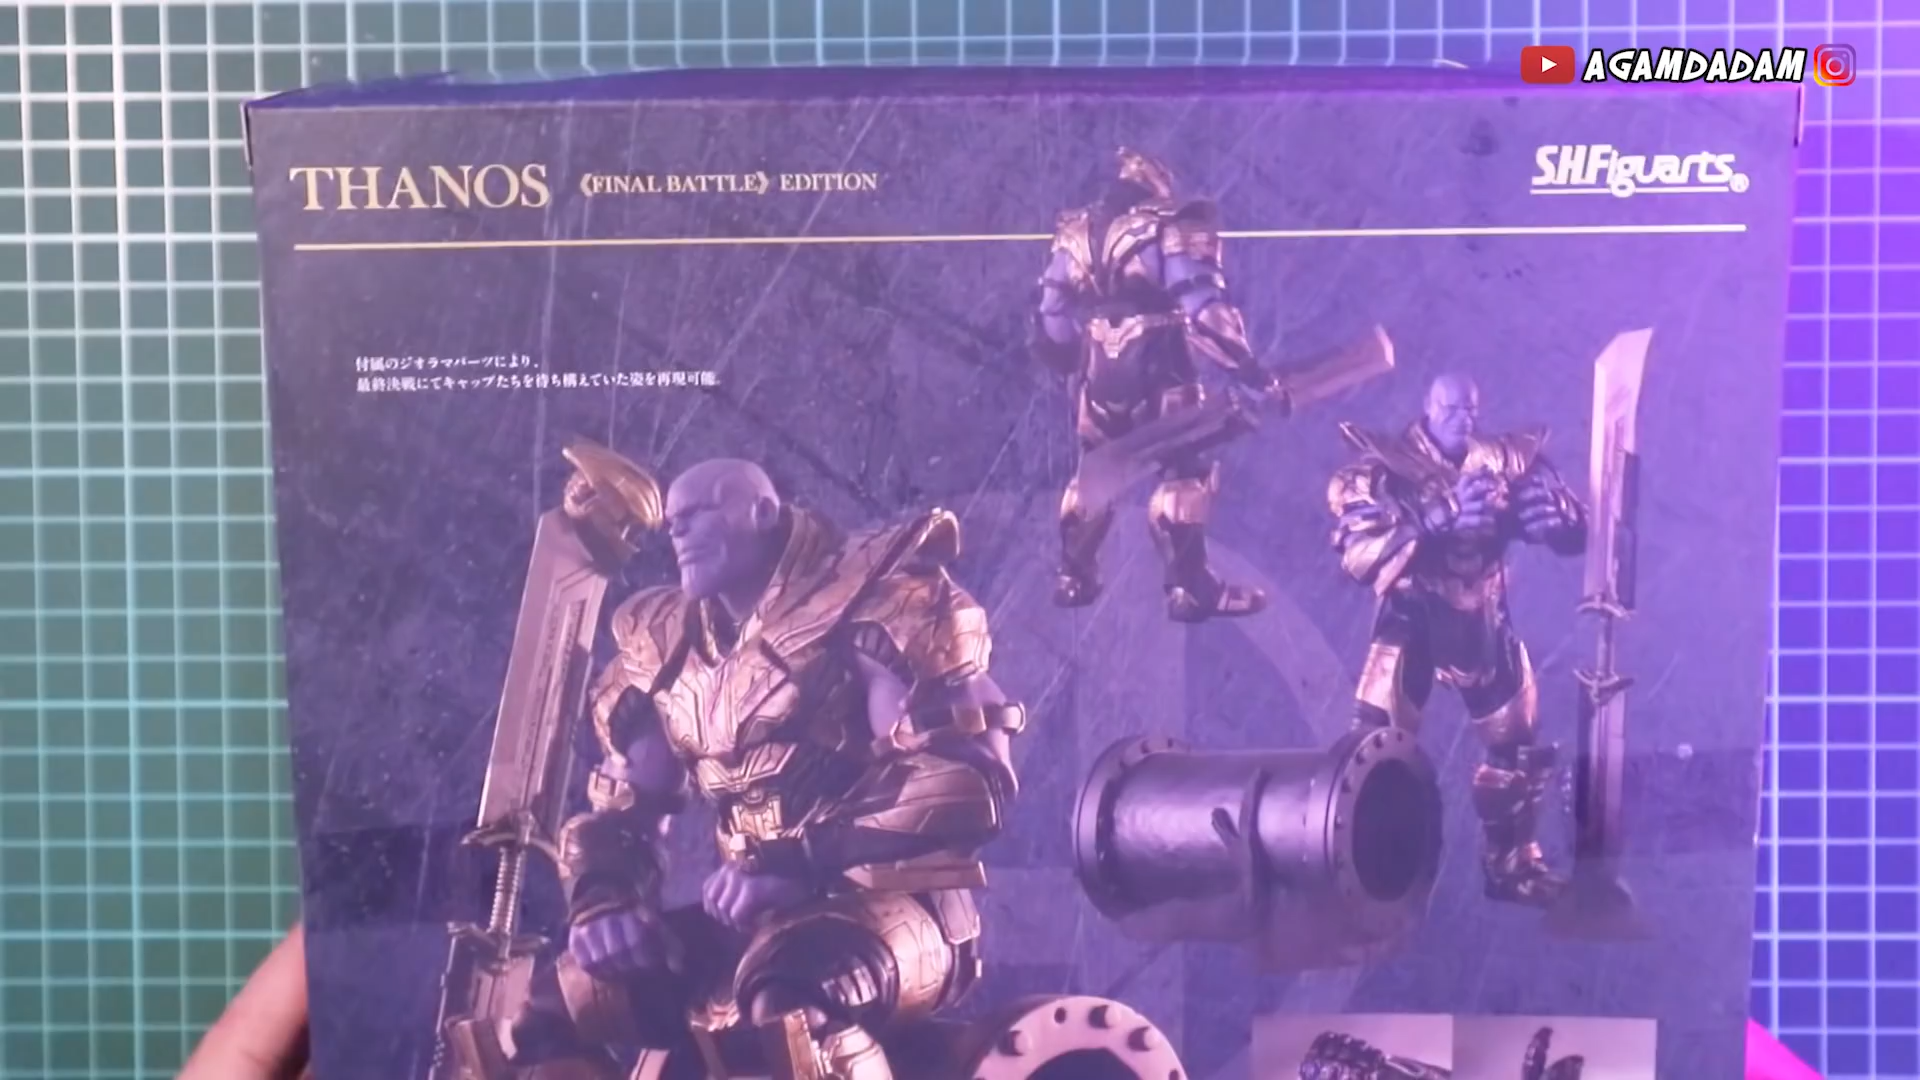 AGAMDADAM
THANOS 《FINAL BATTLE》 EDITION
S.H.Figuarts®
付属のジオラマパーツにより、
最終決戦にてキャップたちを待ち構えていた姿を再現可能。